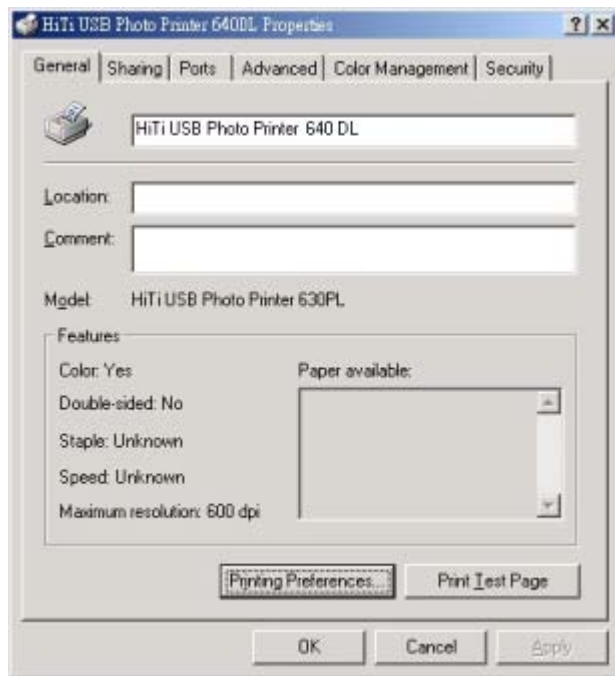 HiTi USB Photo Printer 640DL Properties
General Sharing Ports Advanced Color Management Security
HiTi USB Photo Printer 640 DL
Location:
Comment:
Model: HiTi USB Photo Printer 630PL
Features
Color: Yes
Paper available:
Double-sided: No
Staple: Unknown
Speed: Unknown
Maximum resolution: 600 dpi
Printing Preferences...
Print Test Page
OK
Cancel
Apply